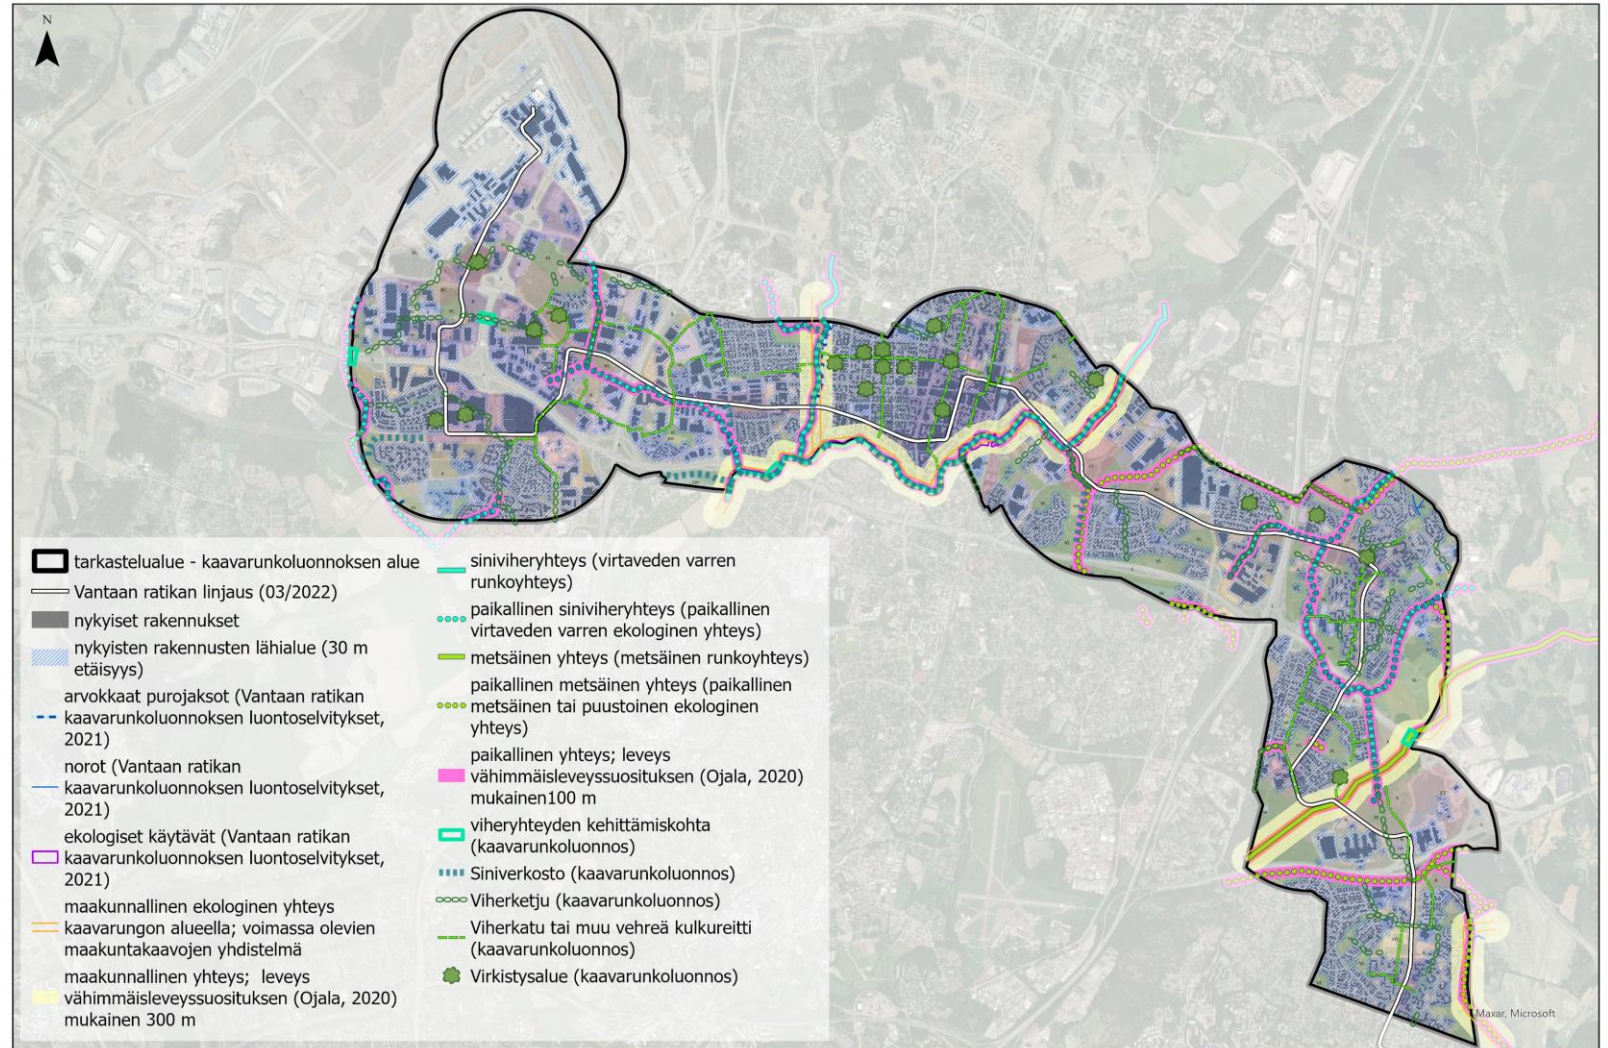 N
tarkastelualue - kaavarunkoluonnoksen alue
Vantaan ratikan linjaus (03/2022)
nykyiset rakennukset
nykyisten rakennusten lähialue (30 m
etäisyys)
arvokkaat purojaksot (Vantaan ratikan
kaavarunkoluonnoksen luontoselvitykset,
2021)
norot (Vantaan ratikan
kaavarunkoluonnoksen luontoselvitykset,
2021)
ekologiset käytävät (Vantaan ratikan
kaavarunkoluonnoksen luontoselvitykset,
2021)
maakunnallinen ekologinen yhteys
kaavarungon alueella; voimassa olevien
maakuntakaavojen yhdistelmä
maakunnallinen yhteys; leveys
vähimmäisleveyssuosituksen (Ojala, 2020)
mukainen 300 m
siniviheryhteys (virtaveden varren
runkoyhteys)
paikallinen siniviheryhteys (paikallinen
virtaveden varren ekologinen yhteys)
metsäinen yhteys (metsäinen runkoyhteys)
paikallinen metsäinen yhteys (paikallinen
metsäinen tai puustoinen ekologinen
yhteys)
paikallinen yhteys; leveys
vähimmäisleveyssuosituksen (Ojala, 2020)
mukainen100 m
viheryhteyden kehittämiskohta
(kaavarunkoluonnos)
Siniverkosto (kaavarunkoluonnos)
Viherketju (kaavarunkoluonnos)
Viherkatu tai muu vehreä kulkureitti
(kaavarunkoluonnos)
Virkistysalue (kaavarunkoluonnos)
Maxar, Microsoft